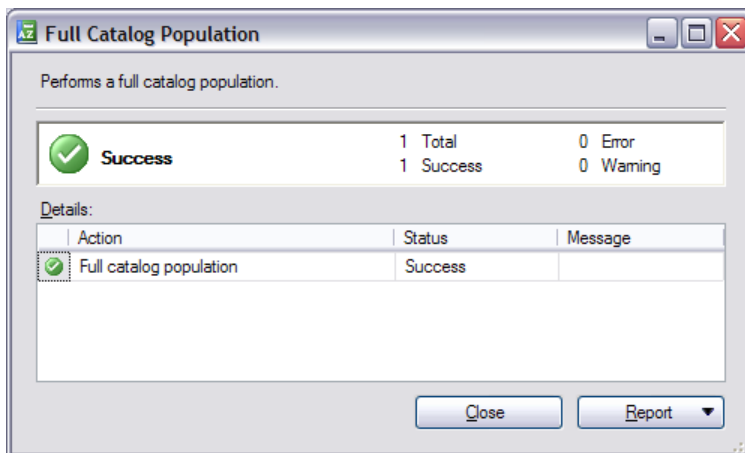 Full Catalog Population
Performs a full catalog population.
Success
1 Total
0 Error
1 Success
0 Warning
Details:
Action Status Message
Full catalog population Success
Close Report